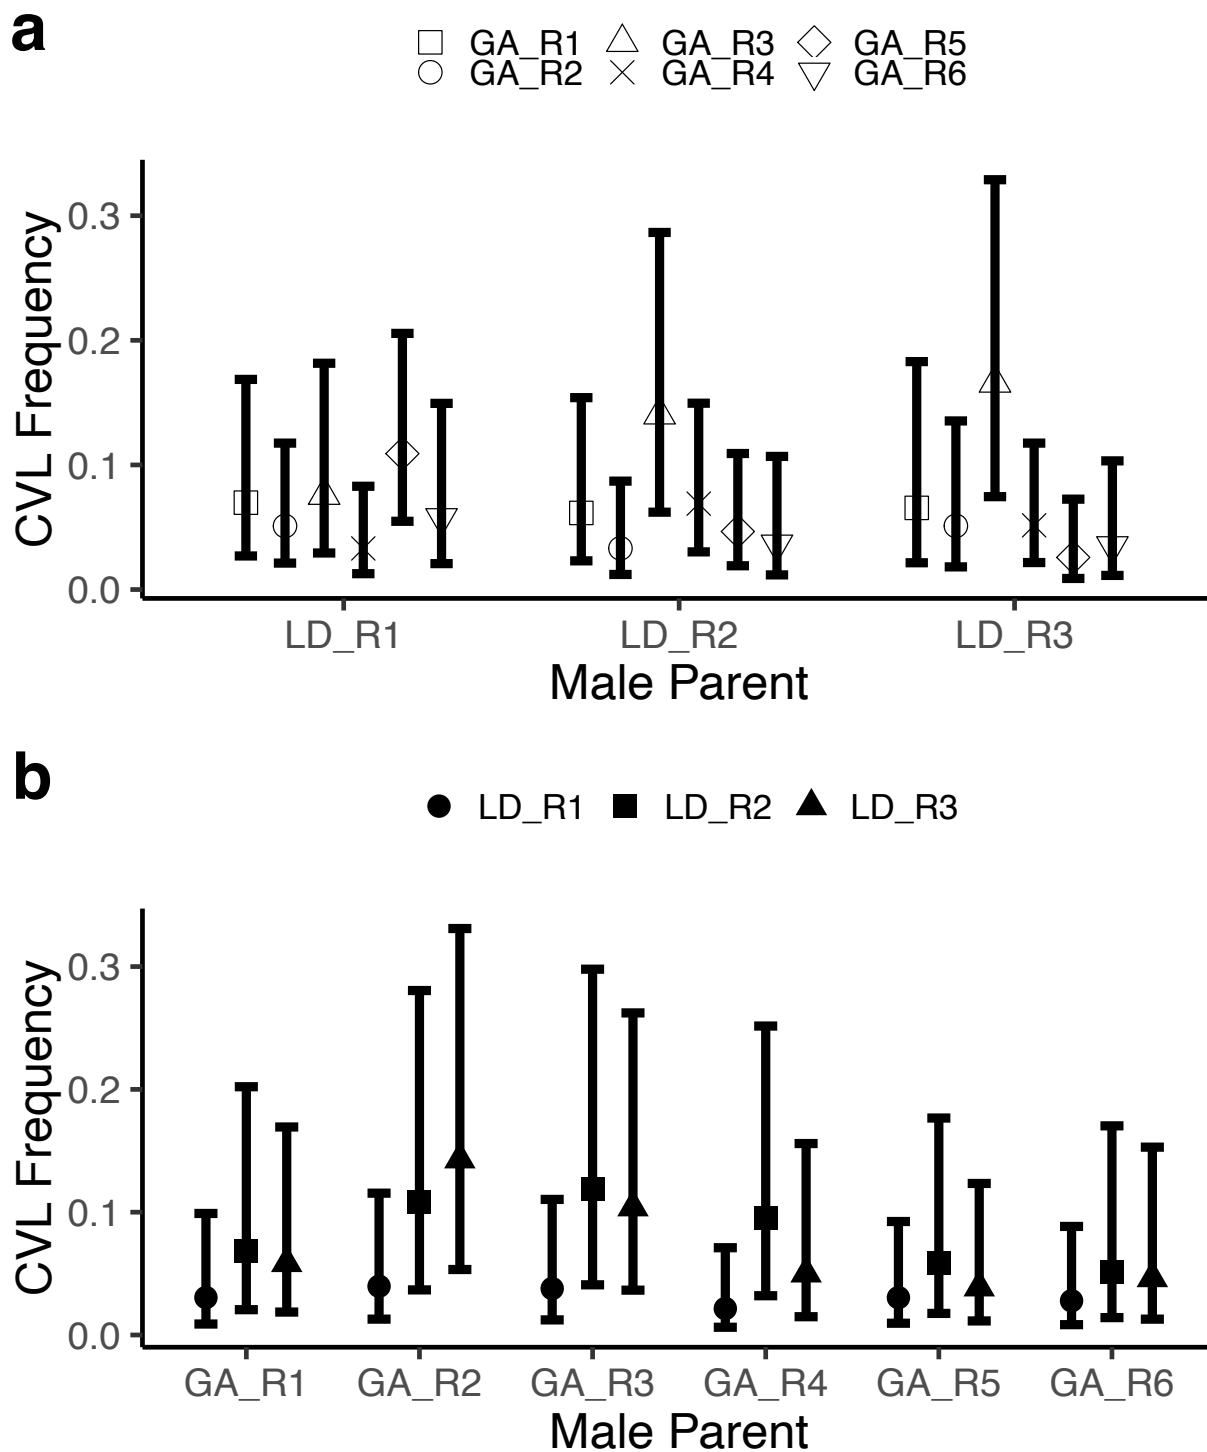 a
GA_R1 GA_R3 GA_R5
GA_R2 GA_R4 GA_R6
CVL Frequency
0.3
0.2
0.1
0.0
LD_R1 LD_R2 LD_R3
Male Parent
b
LD_R1 LD_R2 LD_R3
CVL Frequency
0.3
0.2
0.1
0.0
GA_R1 GA_R2 GA_R3 GA_R4 GA_R5 GA_R6
Male Parent